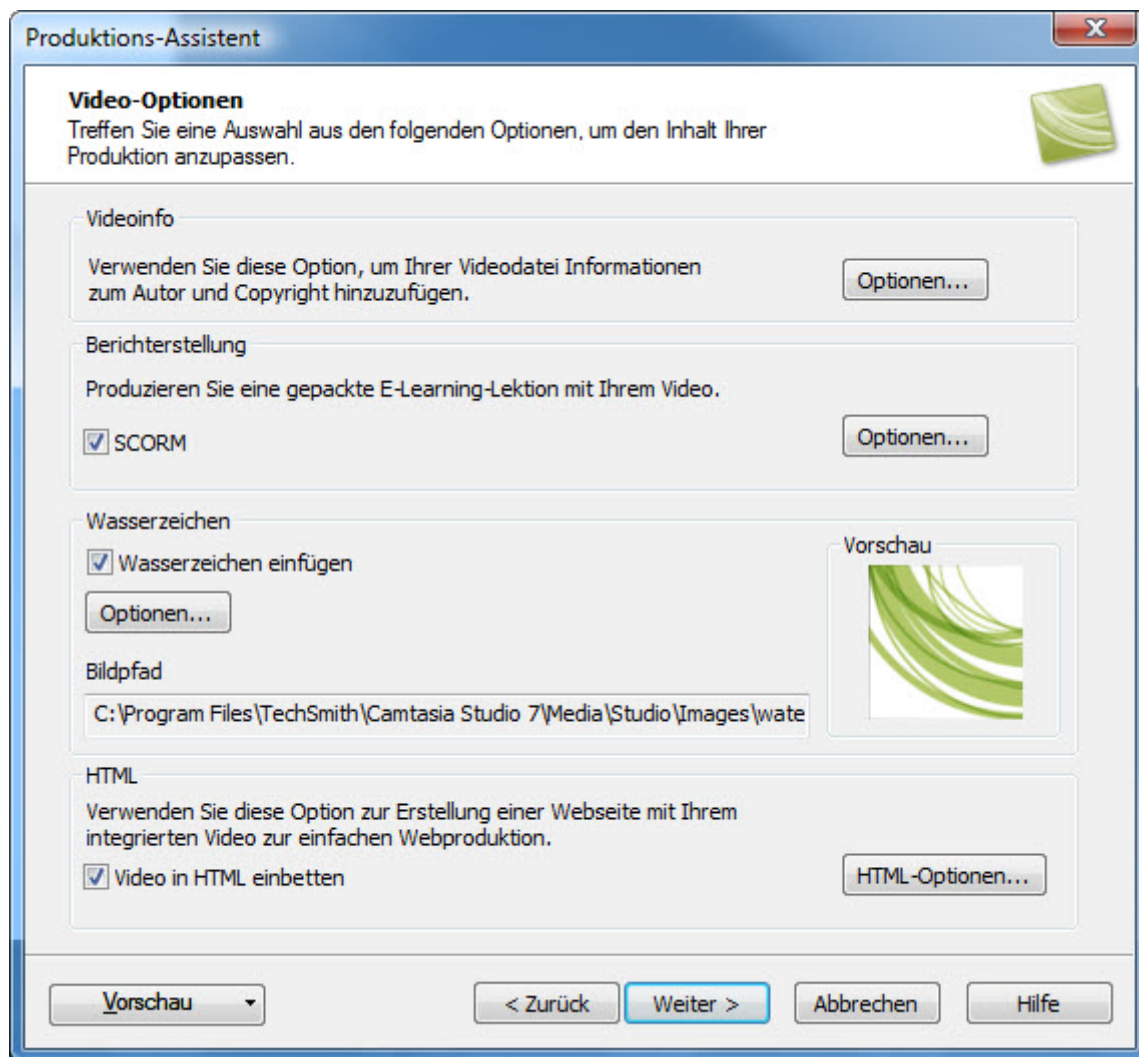 Produktions-Assistent
Video-Optionen
Treffen Sie eine Auswahl aus den folgenden Optionen, um den Inhalt Ihrer
Produktion anzupassen.
Videoinfo
Verwenden Sie diese Option, um Ihrer Videodatei Informationen
zum Autor und Copyright hinzuzufügen.
Optionen...
Berichterstellung
Produzieren Sie eine gepackte E-Learning-Lektion mit Ihrem Video.
SCORM
Optionen...
Wasserzeichen
Wasserzeichen einfügen
Optionen...
Bildpfad
C:\Program Files\TechSmith\Camtasia Studio 7\Media\Studio\Images\wate
Vorschau
HTML
Verwenden Sie diese Option zur Erstellung einer Webseite mit Ihrem
integrierten Video zur einfachen Webproduktion.
Video in HTML einbetten
HTML-Optionen...
Vorschau
< Zurück
Weiter >
Abbrechen
Hilfe